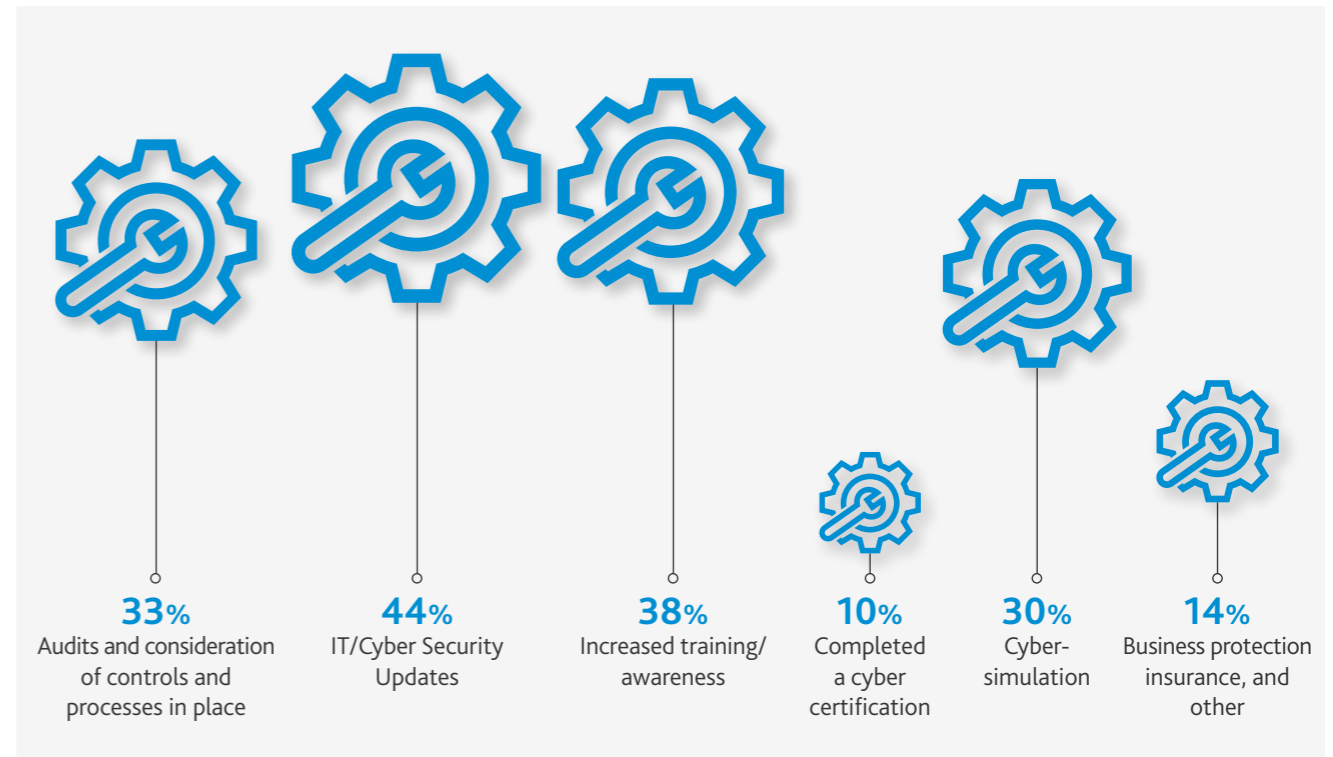 33%
Audits and consideration
of controls and
processes in place
44%
IT/Cyber Security
Updates
38%
Increased training/
awareness
10%
Completed
a cyber
certification
30%
Cyber-
simulation
14%
Business protection
insurance, and
other